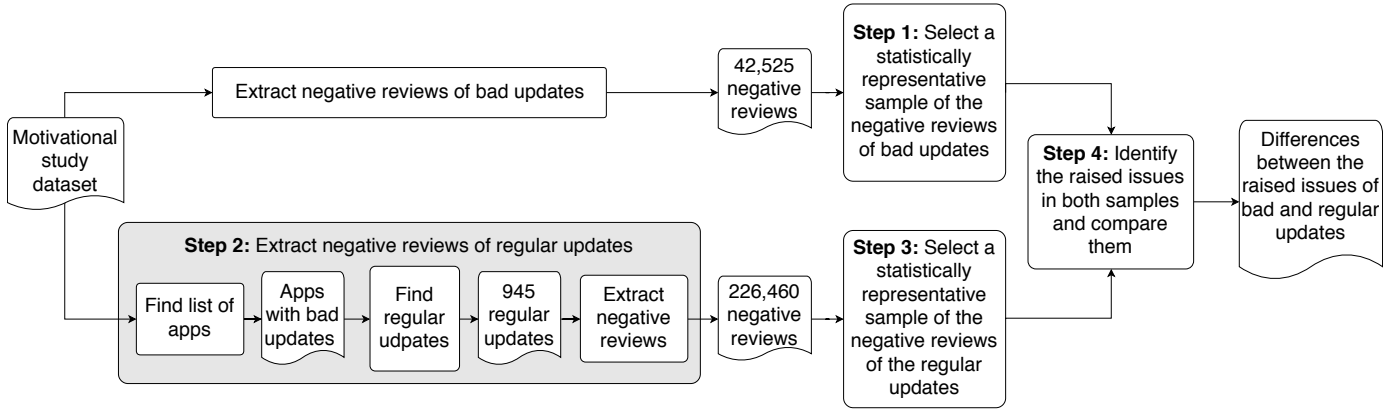 Motivational
study
dataset
Extract negative reviews of bad updates
42,525
negative
reviews
Step 1: Select a
statistically
representative
sample of the
negative reviews
of bad updates
Step 2: Extract negative reviews of regular updates
Find list of
apps
Apps
with bad
updates
Find
regular
udpates
945
regular
updates
Extract
negative
reviews
226,460
negative
reviews
Step 3: Select a
statistically
representative
sample of the
negative reviews
of the regular
updates
Step 4: Identify
the raised issues
in both samples
and compare
them
Differences
between the
raised issues of
bad and regular
updates